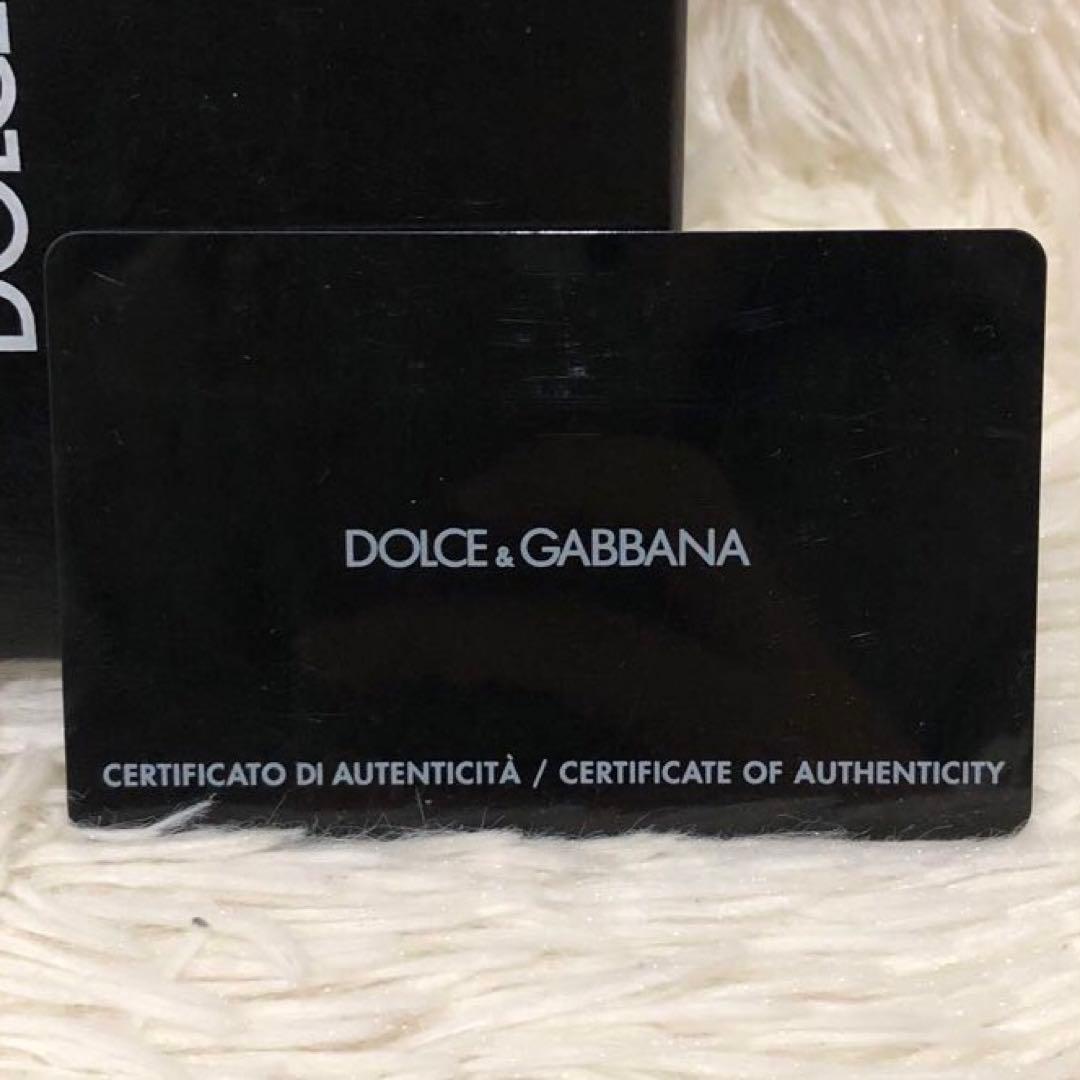 DOLCE
DOLCE & GABBANA
CERTIFICATO DI AUTENTICITÀ / CERTIFICATE OF AUTHENTICITY